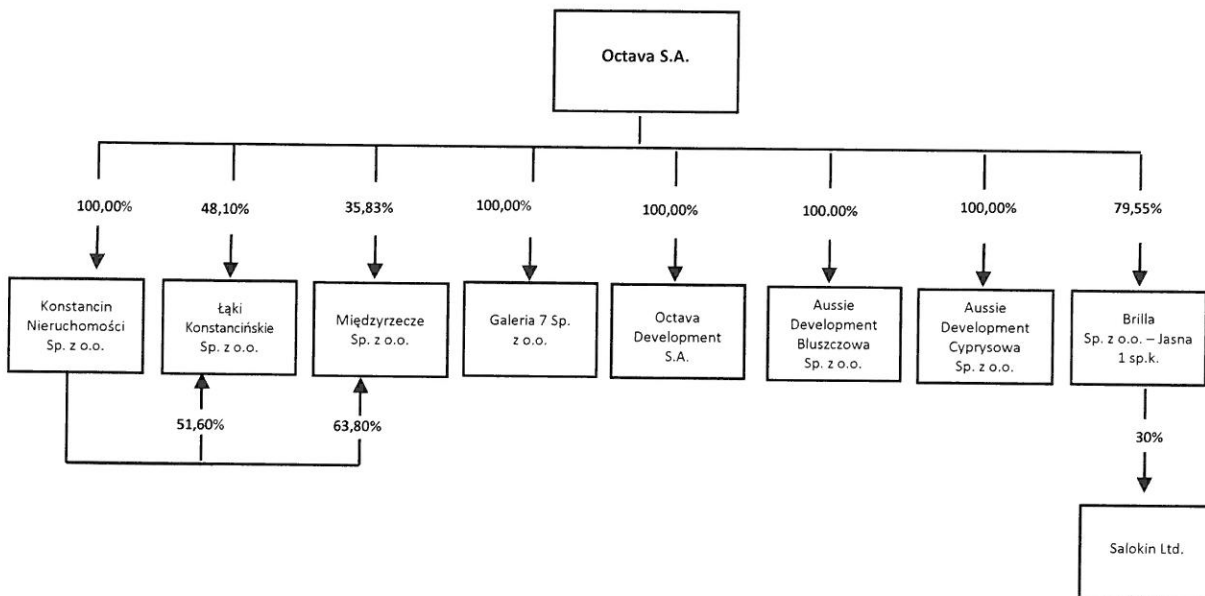 Octava S.A.
100,00%
48,10%
35,83%
100,00%
100,00%
100.00%
100,00%
79,55%
Konstancin
Nieruchomości
Sp. z o.o.
Łąki
Konstancińskie
Sp. z o.o.
Międzyrzecze
Sp. z o.o.
Galeria 7 Sp.
z o.o.
Octava
Development
S.A.
Aussie
Development
Bluszczowa
Sp. z o.o.
Aussie
Development
Cyprysowa
Sp. z o.o.
Brilla
Sp. z o.o. – Jasna
1 sp.k.
51,60%
63,80%
30%
Salokin Ltd.